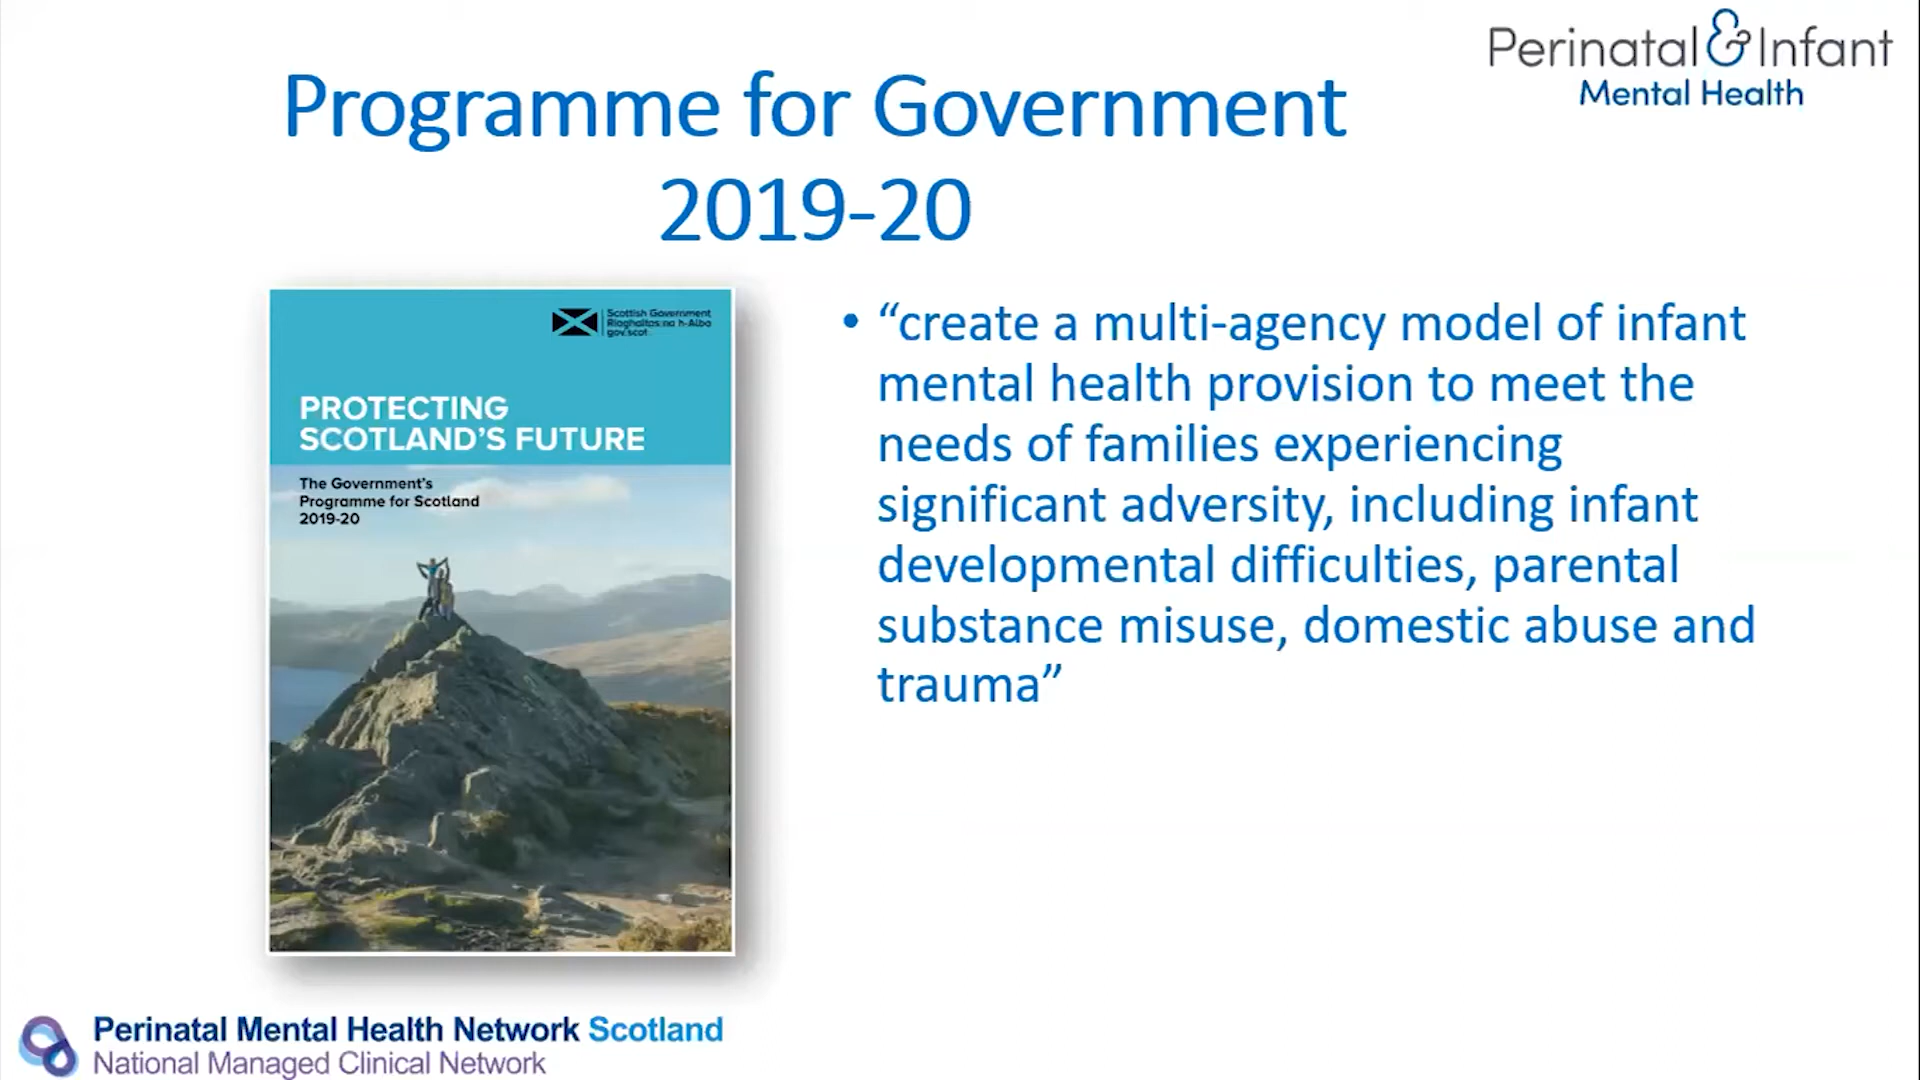 Perinatal & Infant
Mental Health
Programme for Government
2019-20
Scottish Government
Riaghaltas na h-Alba
gov.scot
PROTECTING
SCOTLAND'S FUTURE
The Government's
Programme for Scotland
2019-20
• “create a multi-agency model of infant
mental health provision to meet the
needs of families experiencing
significant adversity, including infant
developmental difficulties, parental
substance misuse, domestic abuse and
trauma”
Perinatal Mental Health Network Scotland
National Managed Clinical Network